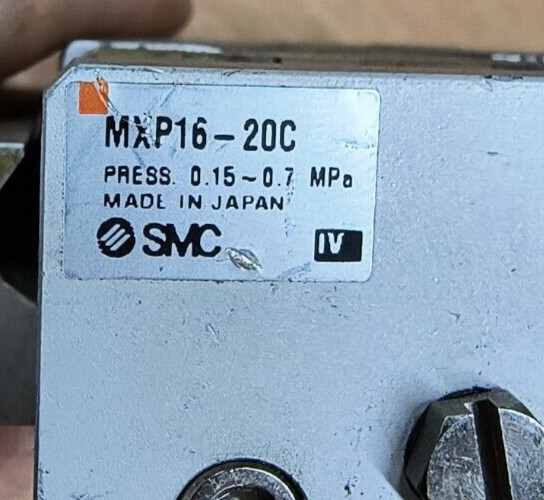 MXP16-20C
PRESS. 0.15~0.7 MPa
MADE IN JAPAN
SMC IV